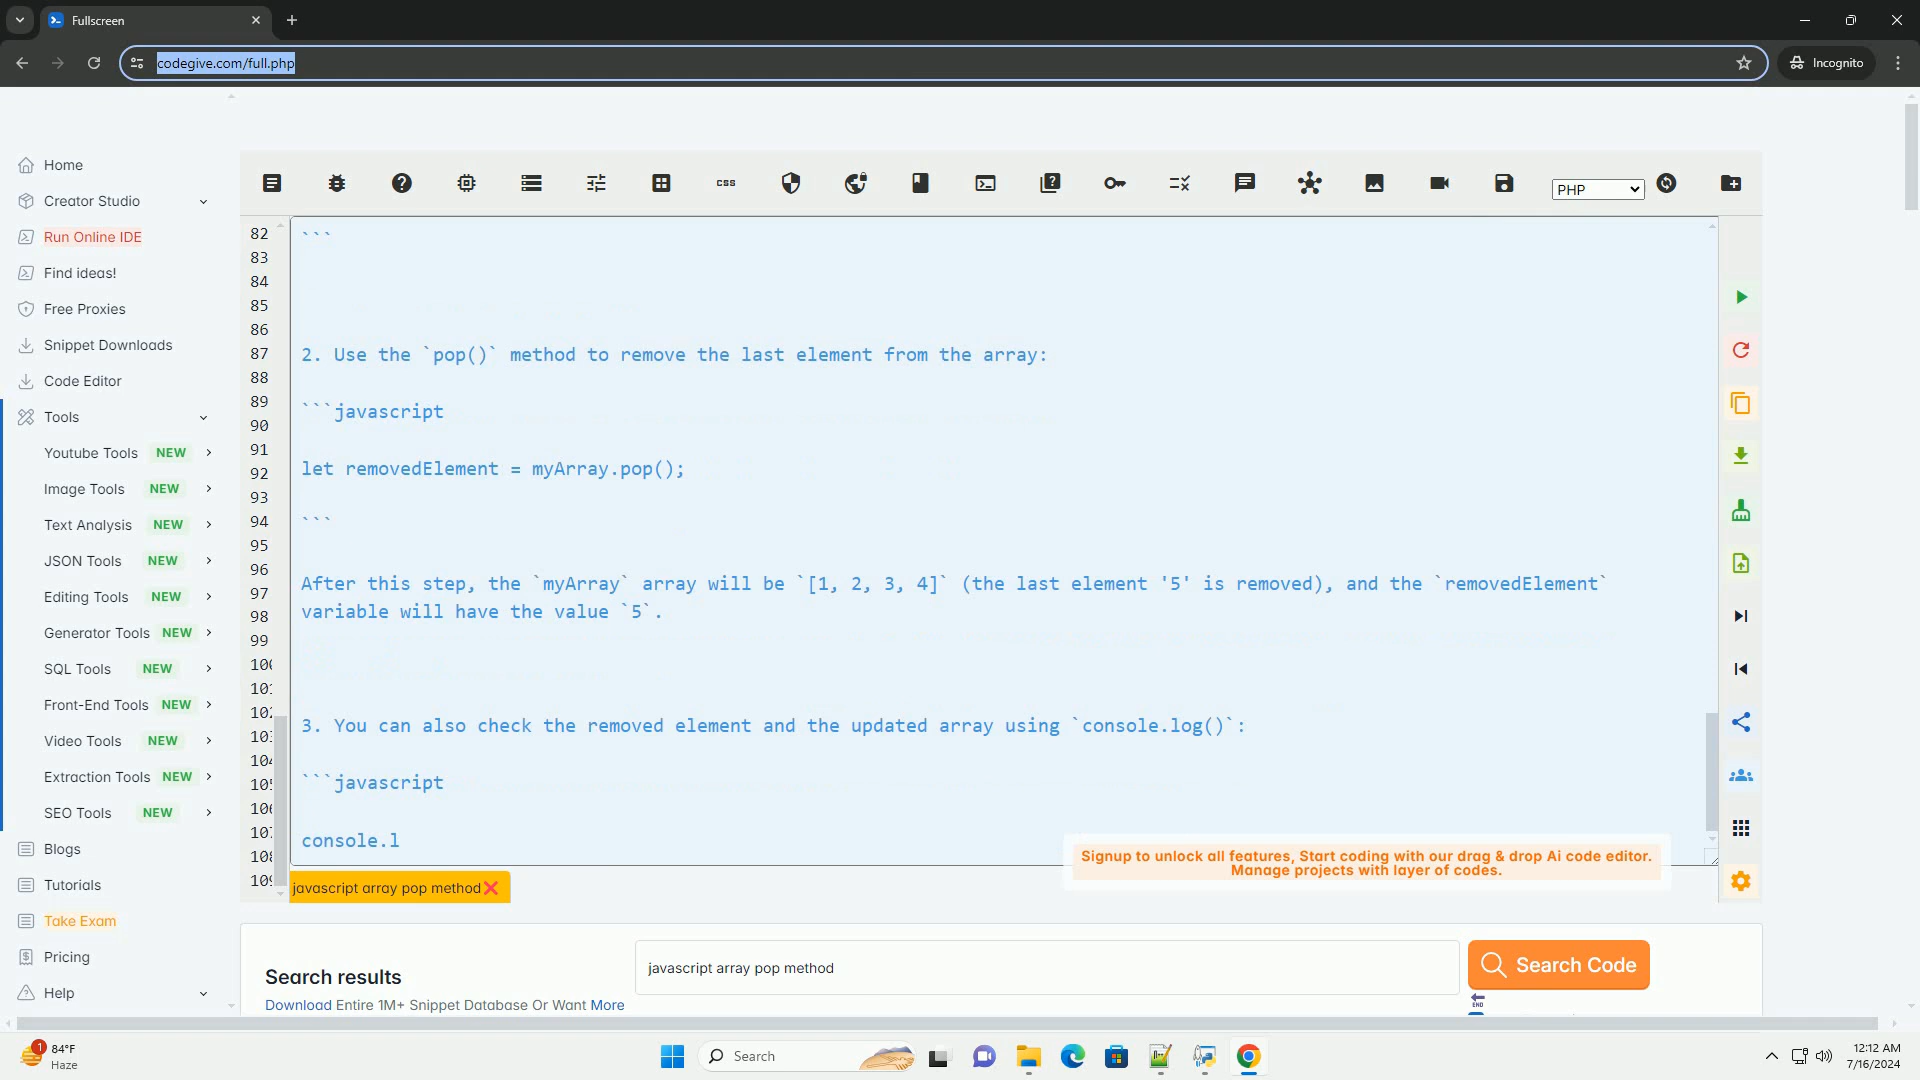 Fullscreen
codegive.com/full.php
Incognito
Home
Creator Studio
Run Online IDE
Find ideas!
Free Proxies
Snippet Downloads
Code Editor
Tools
Youtube Tools NEW
Image Tools NEW
Text Analysis NEW
JSON Tools NEW
Editing Tools NEW
Generator Tools NEW
SQL Tools NEW
Front-End Tools NEW
Video Tools NEW
Extraction Tools NEW
SEO Tools NEW
Blogs
Tutorials
Take Exam
Pricing
Help
css
PHP
82
83
84
85
86
87
88
89
90
91
92
93
94
95
96
97
98
99
100
101
102
103
104
105
106
107
108
109
```
2. Use the `pop()` method to remove the last element from the array:
```javascript
let removedElement = myArray.pop();
```
After this step, the `myArray` array will be `[1, 2, 3, 4]` (the last element '5' is removed), and the `removedElement`
variable will have the value `5`.
3. You can also check the removed element and the updated array using `console.log()`:
```javascript
console.l
Signup to unlock all features, Start coding with our drag & drop Ai code editor.
Manage projects with layer of codes.
javascript array pop method
Search results
javascript array pop method
Search Code
Download Entire 1M+ Snippet Database Or Want More
END
1
84°F
Haze
Search
12:12 AM
7/16/2024